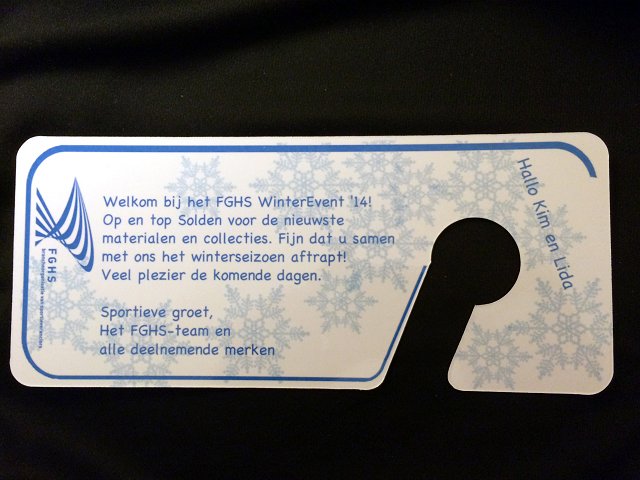 Hallo Kim en Lida
Welkom bij het FGHS WinterEvent '14!
Op en top Solden voor de nieuwste
materialen en collecties. Fijn dat u samen
met ons het winterseizoen aftrapt!
Veel plezier de komende dagen.
Sportieve groet,
Het FGHS-team en
alle deelnemende merken
FGHS